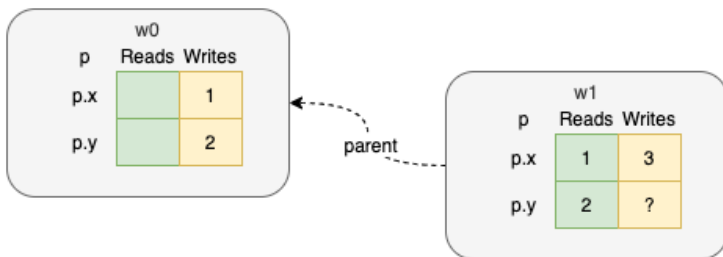 w0
p Reads Writes
p.x 1
p.y 2
parent
w1
p Reads Writes
p.x 1 3
p.y 2 ?